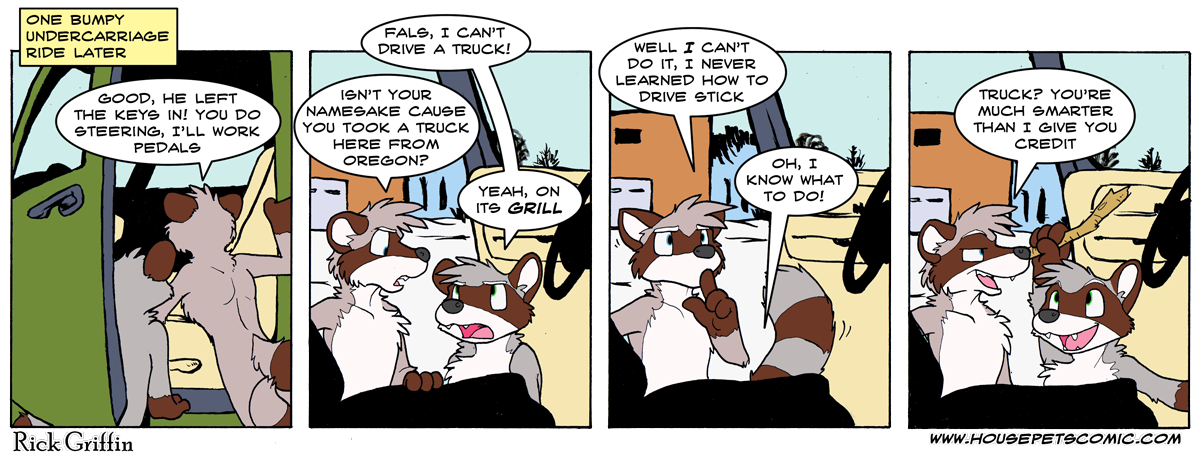 ONE BUMPY
UNDERCARRIAGE
RIDE LATER
GOOD, HE LEFT
THE KEYS IN! YOU DO
STEERING, I'LL WORK
PEDALS
FALS, I CAN'T
DRIVE A TRUCK!
ISN'T YOUR
NAMESAKE CAUSE
YOU TOOK A TRUCK
HERE FROM
OREGON?
YEAH, ON
ITS GRILL
WELL I CAN'T
DO IT, I NEVER
LEARNED HOW TO
DRIVE STICK
OH, I
KNOW WHAT
TO DO!
TRUCK? YOU'RE
MUCH SMARTER
THAN I GIVE YOU
CREDIT
Rick Griffin
WWW.HOUSEPETSCOMIC.COM